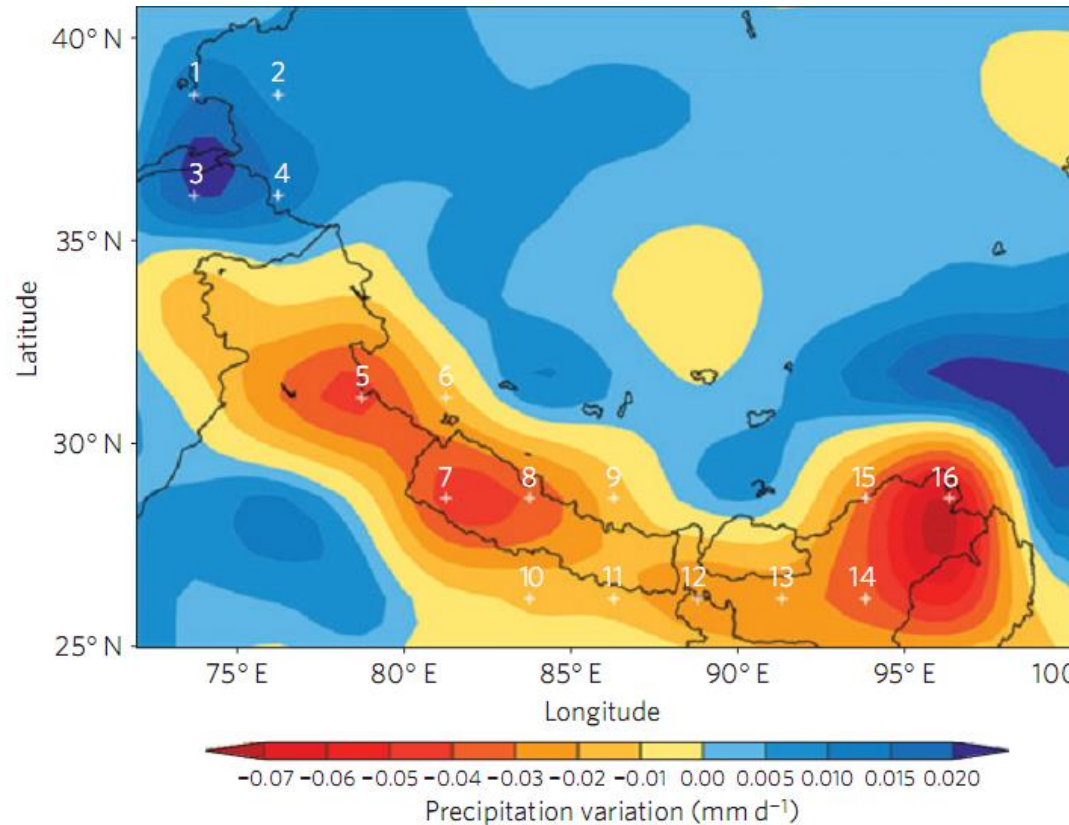 40° N
1 2
3 4
35° N
5 6
30° N
7 8 9 15 16
10 11 12 13 14
25° N
75° E 80° E 85° E 90° E 95° E 100
Latitude
Longitude
−0.07 −0.06 −0.05 −0.04 −0.03 −0.02 −0.01 0.00 0.005 0.010 0.015 0.020
Precipitation variation (mm d⁻¹)